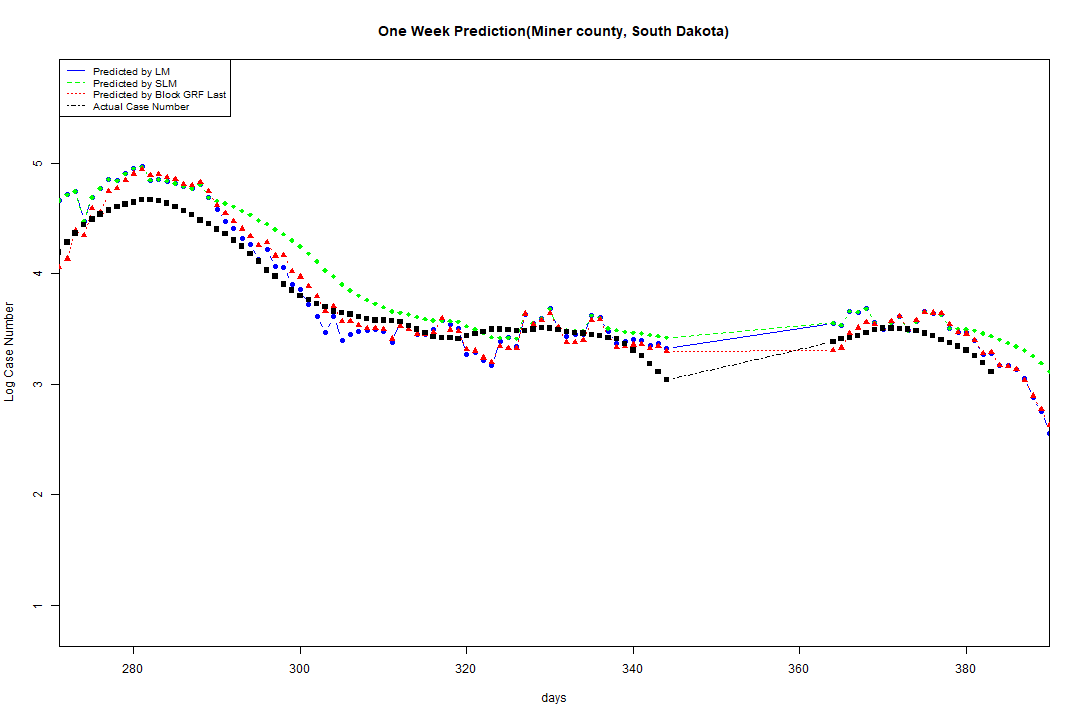 One Week Prediction(Miner county, South Dakota)
Predicted by LM
Predicted by SLM
Predicted by Block GRF Last
Actual Case Number
5
4
3
2
1
Log Case Number
280 300 320 340 360 380
days